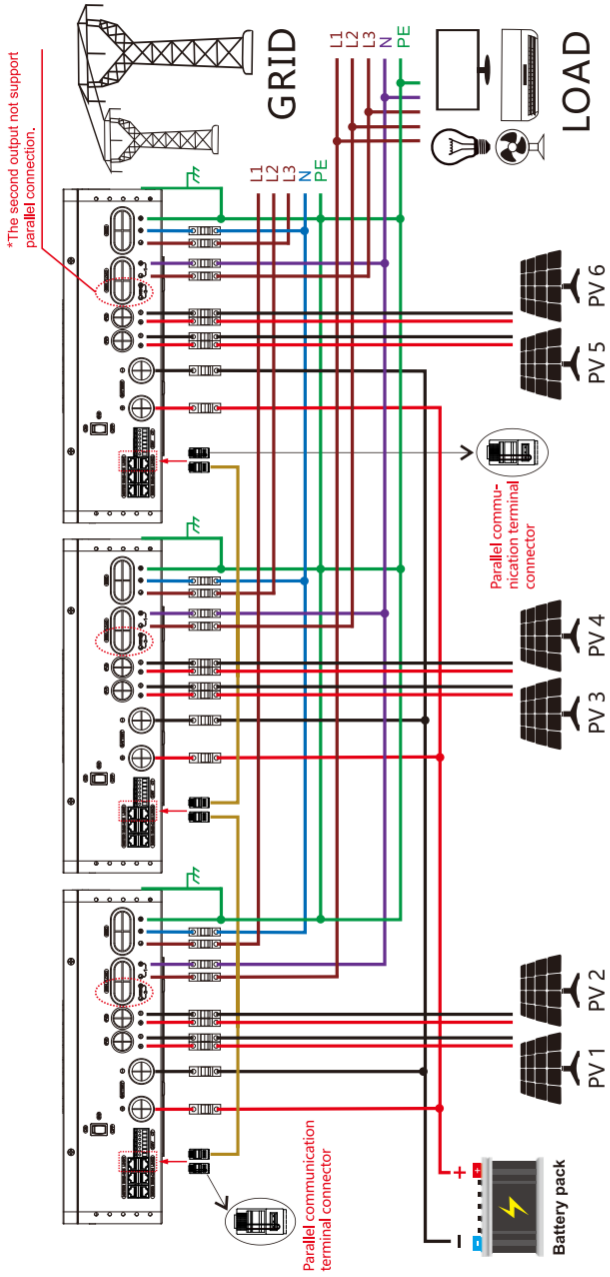 *The second output not support
parallel connection.
GRID
L1
L2
L3
N
PE
L1
L2
L3
N
PE
LOAD
Parallel communication
terminal connector
Parallel commu-
nication terminal
connector
PV 1
PV 2
PV 3
PV 4
PV 5
PV 6
−
+
-
+
Battery pack